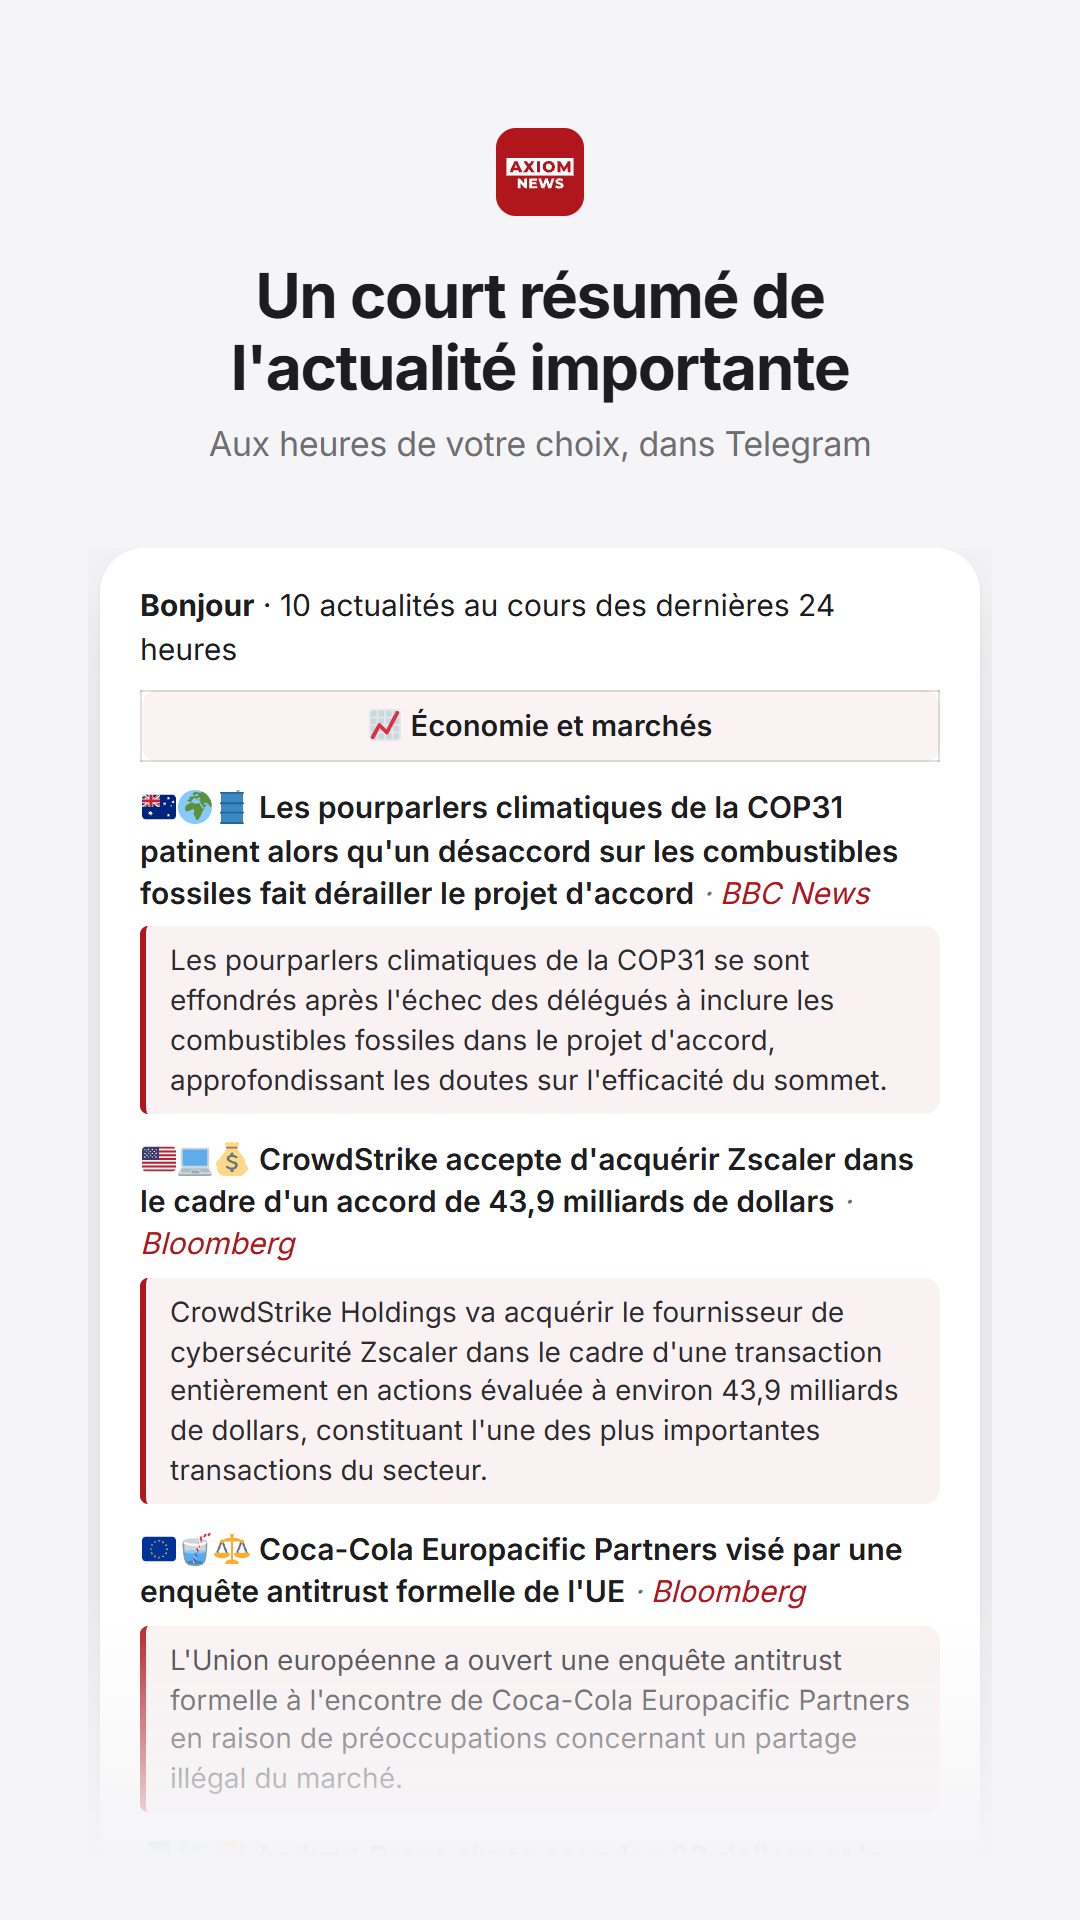 AXIOM
NEWS
Un court résumé de
l'actualité importante
Aux heures de votre choix, dans Telegram
Bonjour · 10 actualités au cours des dernières 24
heures
📈 Économie et marchés
🇦🇺🌍🛢️ Les pourparlers climatiques de la COP31
patinent alors qu'un désaccord sur les combustibles
fossiles fait dérailler le projet d'accord · BBC News
Les pourparlers climatiques de la COP31 se sont
effondrés après l'échec des délégués à inclure les
combustibles fossiles dans le projet d'accord,
approfondissant les doutes sur l'efficacité du sommet.
🇺🇸💻💰 CrowdStrike accepte d'acquérir Zscaler dans
le cadre d'un accord de 43,9 milliards de dollars ·
Bloomberg
CrowdStrike Holdings va acquérir le fournisseur de
cybersécurité Zscaler dans le cadre d'une transaction
entièrement en actions évaluée à environ 43,9 milliards
de dollars, constituant l'une des plus importantes
transactions du secteur.
🇪🇺🥤⚖️ Coca-Cola Europacific Partners visé par une
enquête antitrust formelle de l'UE · Bloomberg
L'Union européenne a ouvert une enquête antitrust
formelle à l'encontre de Coca-Cola Europacific Partners
en raison de préoccupations concernant un partage
illégal du marché.